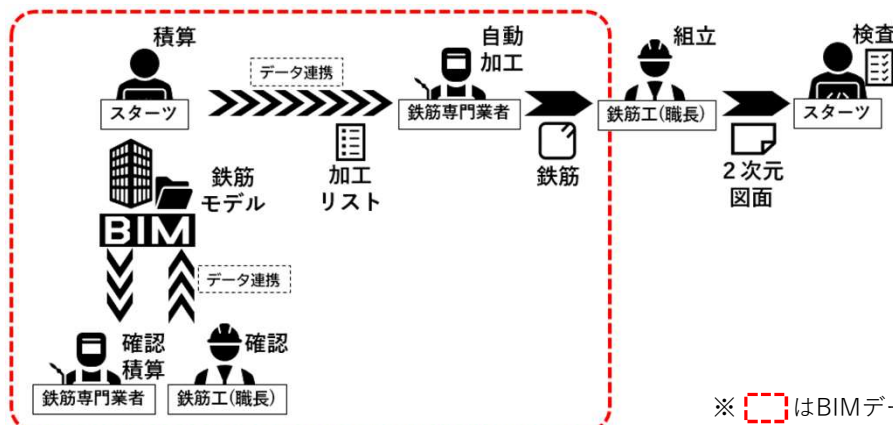 積算
データ連携
スターツ
加工
リスト
自動
加工
鉄筋専門業者
鉄筋
組立
鉄筋工(職長)
2次元
図面
検査
スターツ
鉄筋
モデル
BIM
データ連携
確認
積算
鉄筋専門業者
確認
鉄筋工(職長)
※ はBIMデー